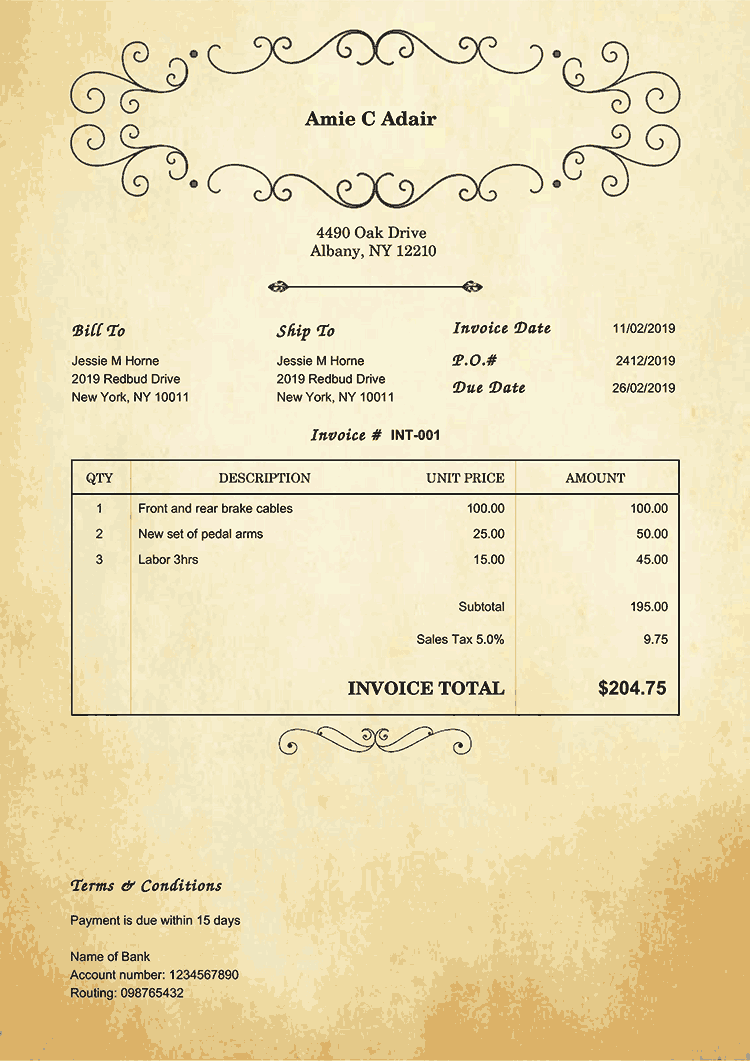 Amie C Adair
4490 Oak Drive
Albany, NY 12210
Bill To
Jessie M Horne
2019 Redbud Drive
New York, NY 10011
Ship To
Jessie M Horne
2019 Redbud Drive
New York, NY 10011
Invoice Date 11/02/2019
P.O.# 2412/2019
Due Date 26/02/2019
Invoice # INT-001
QTY DESCRIPTION UNIT PRICE AMOUNT
1 Front and rear brake cables 100.00 100.00
2 New set of pedal arms 25.00 50.00
3 Labor 3hrs 15.00 45.00
Subtotal 195.00
Sales Tax 5.0% 9.75
INVOICE TOTAL $204.75
Terms & Conditions
Payment is due within 15 days
Name of Bank
Account number: 1234567890
Routing: 098765432